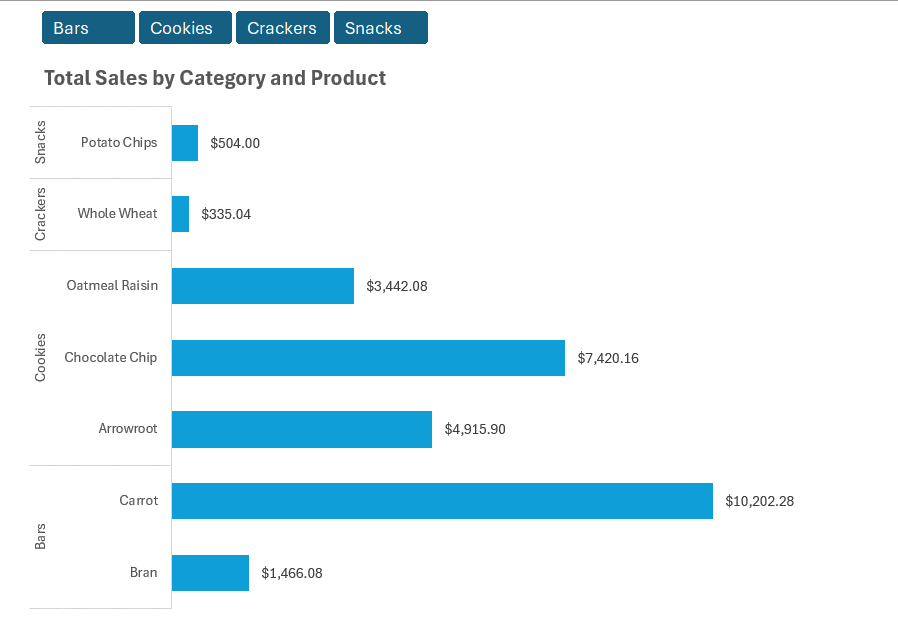 Bars Cookies Crackers Snacks
Total Sales by Category and Product
Snacks
Potato Chips $504.00
Crackers
Whole Wheat $335.04
Cookies
Oatmeal Raisin $3,442.08
Chocolate Chip $7,420.16
Arrowroot $4,915.90
Bars
Carrot $10,202.28
Bran $1,466.08